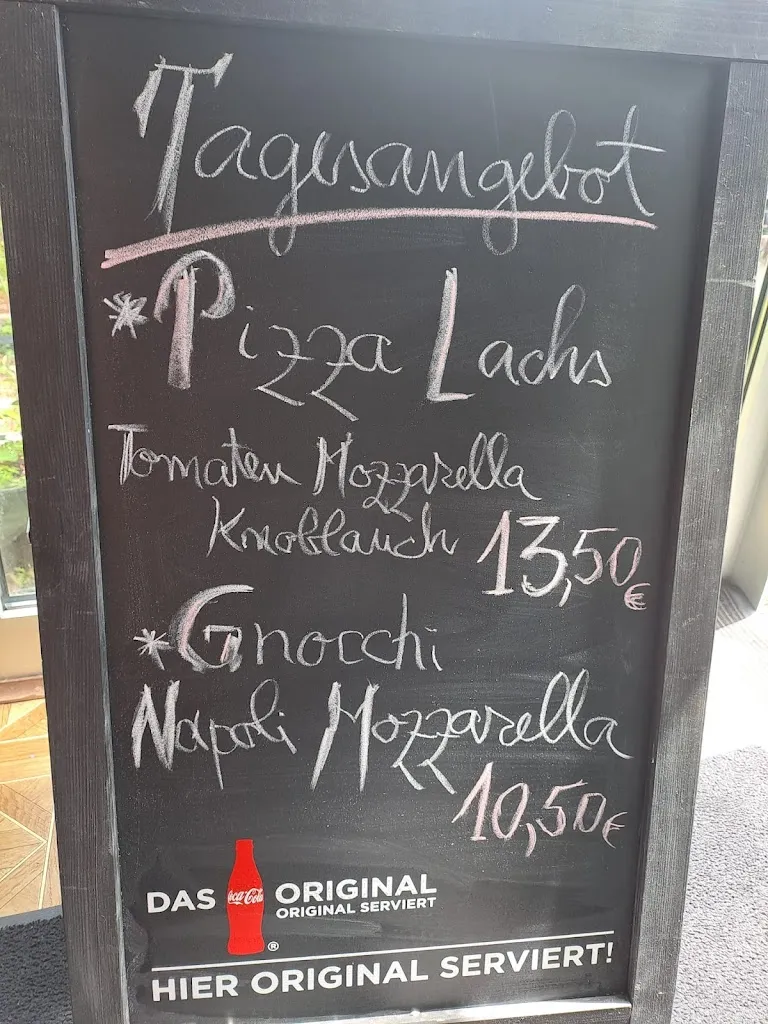 Tagesangebot
*Pizza Lachs
Tomaten Mozzarella
Knoblauch 13,50 €
*Gnocchi
Napoli Mozzarella
10,50 €
DAS Coca-Cola ORIGINAL
ORIGINAL SERVIERT
®
HIER ORIGINAL SERVIERT!